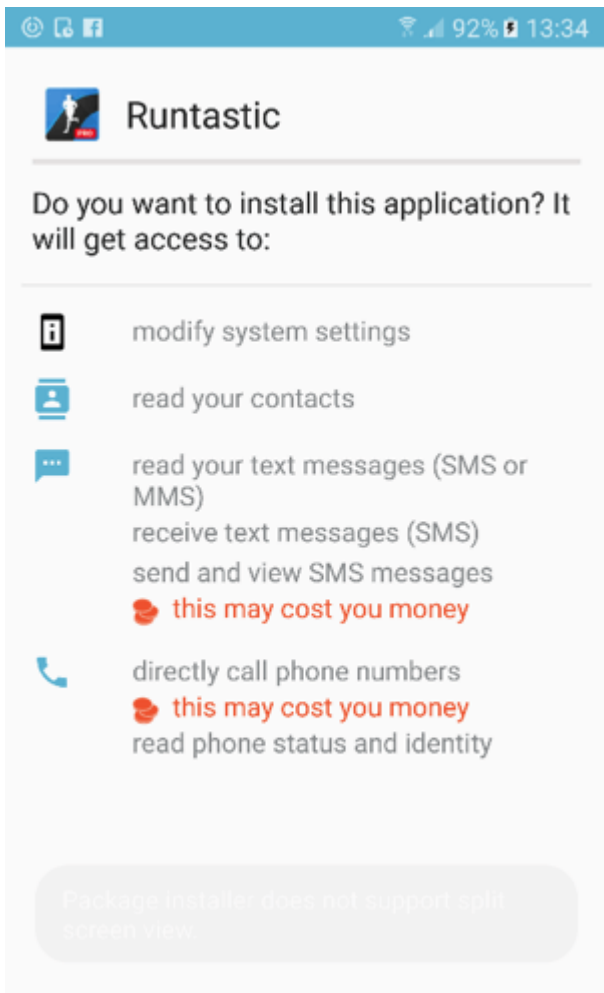 92% 13:34
PRO
Runtastic
Do you want to install this application? It
will get access to:
modify system settings
read your contacts
read your text messages (SMS or
MMS)
receive text messages (SMS)
send and view SMS messages
this may cost you money
directly call phone numbers
this may cost you money
read phone status and identity
Package installer does not support split
screen view.